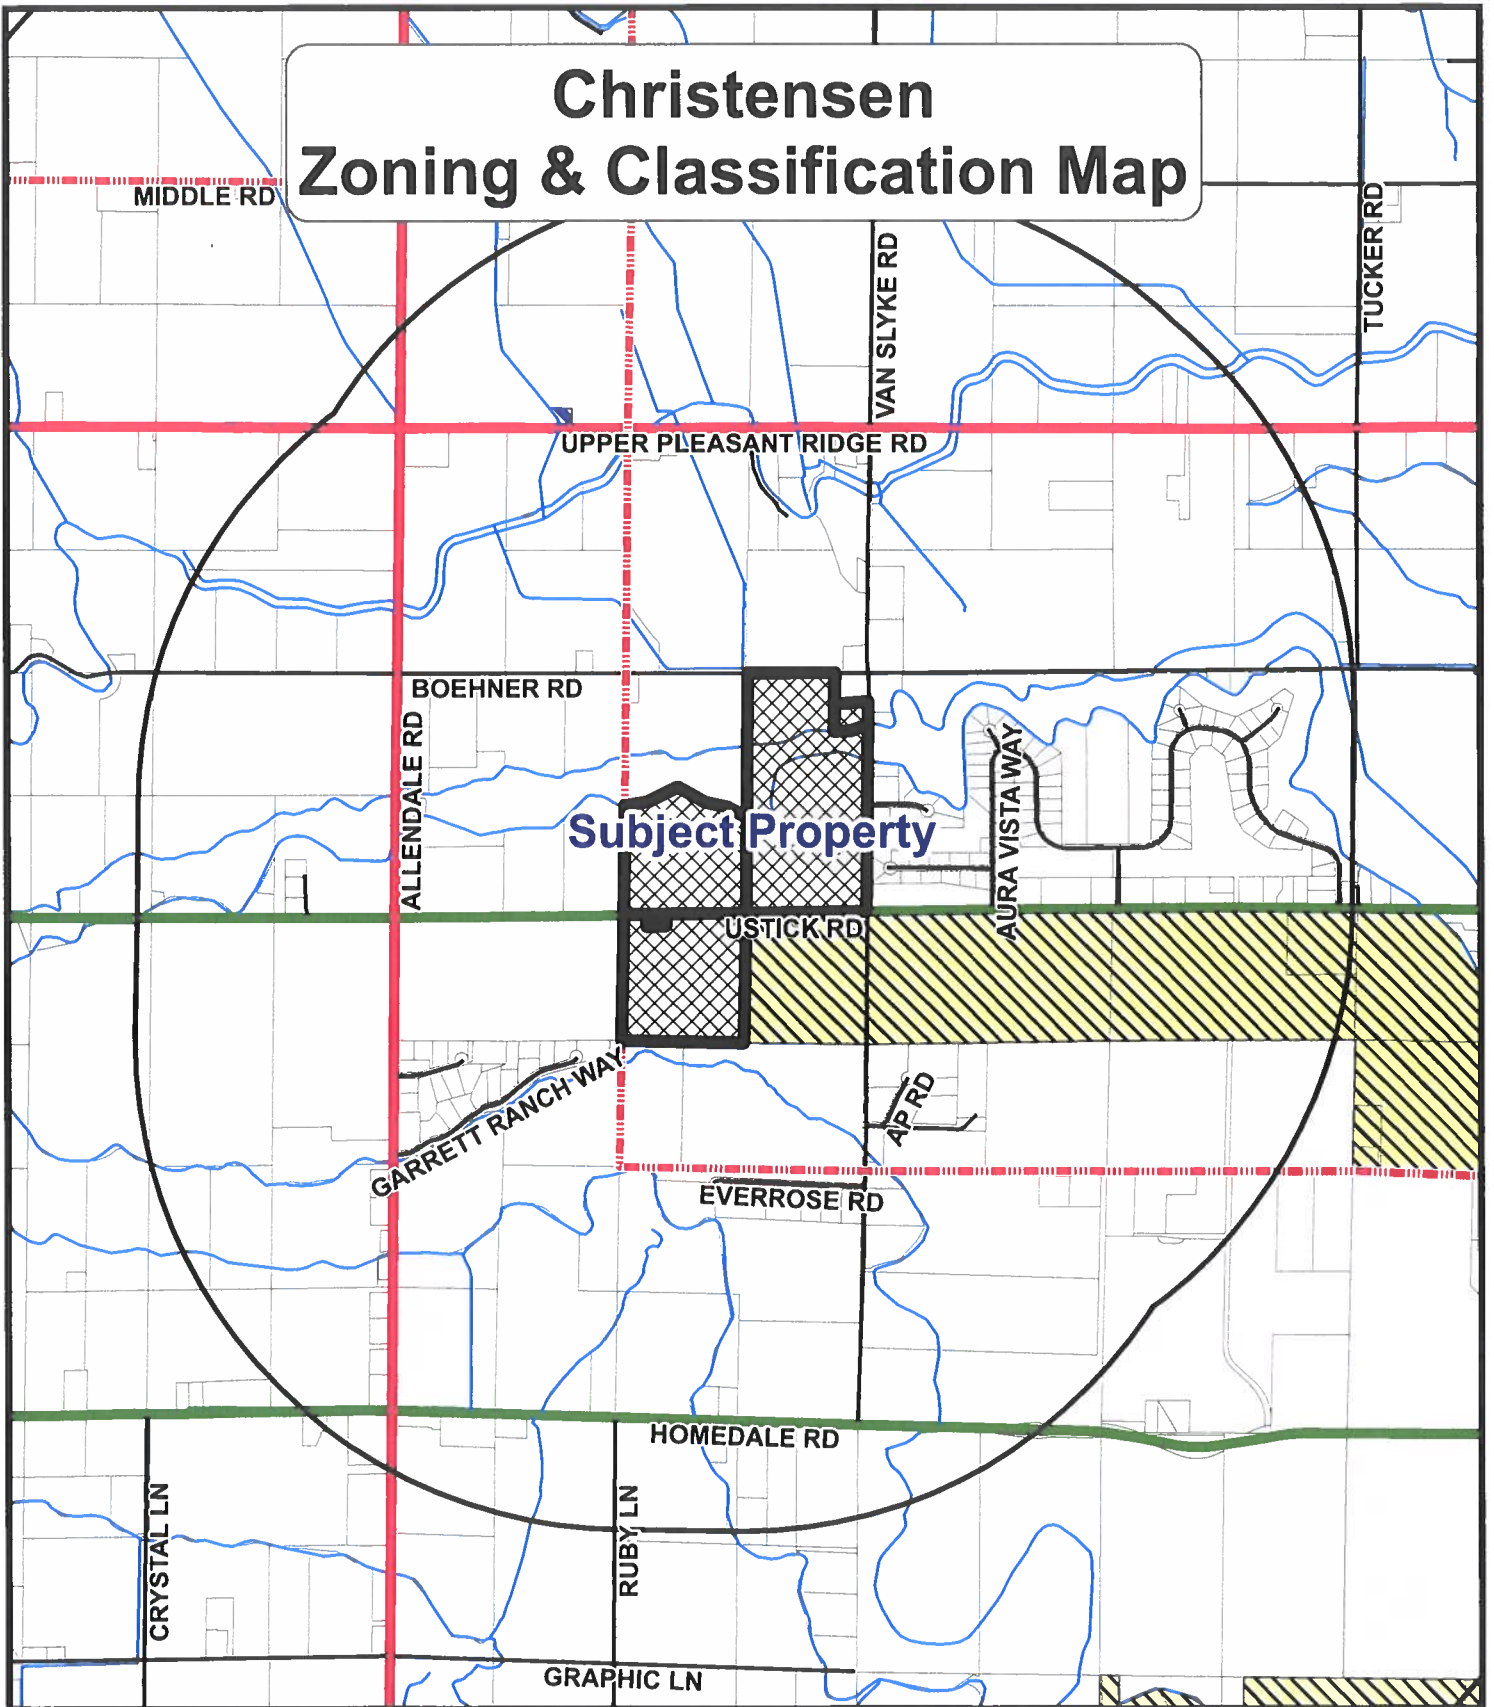 Christensen
Zoning & Classification Map
MIDDLE RD
TUCKER RD
VAN SLYKE RD
UPPER PLEASANT RIDGE RD
BOEHNER RD
ALLENDALE RD
AURA VISTA WAY
Subject Property
USTICK RD
GARRETT RANCH WAY
AP RD
EVERROSE RD
HOMEDALE RD
CRYSTAL LN
RUBY LN
GRAPHIC LN